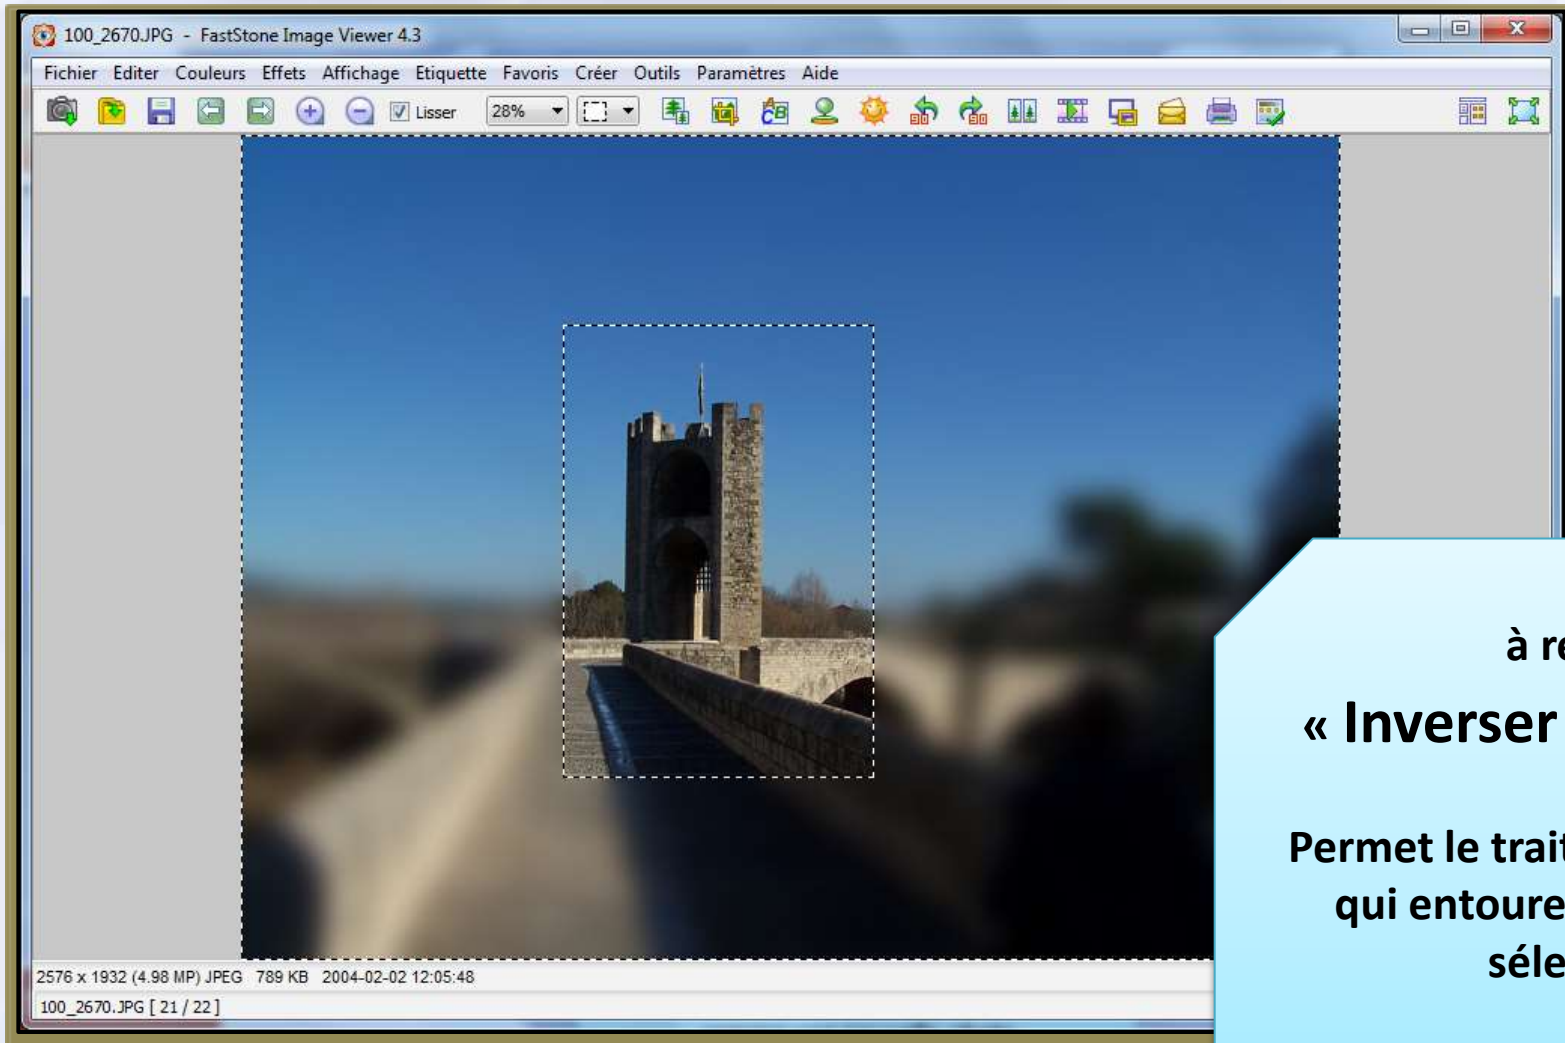 100_2670.JPG - FastStone Image Viewer 4.3
Fichier Editer Couleurs Effets Affichage Etiquette Favoris Créer Outils Paramètres Aide
Lisser 28%
à
« Inverser
Permet le
qui entoure
2576 x 1932 (4.98 MP) JPEG 789 KB 2004-02-02 12:05:48
100_2670.JPG [ 21 / 22 ]